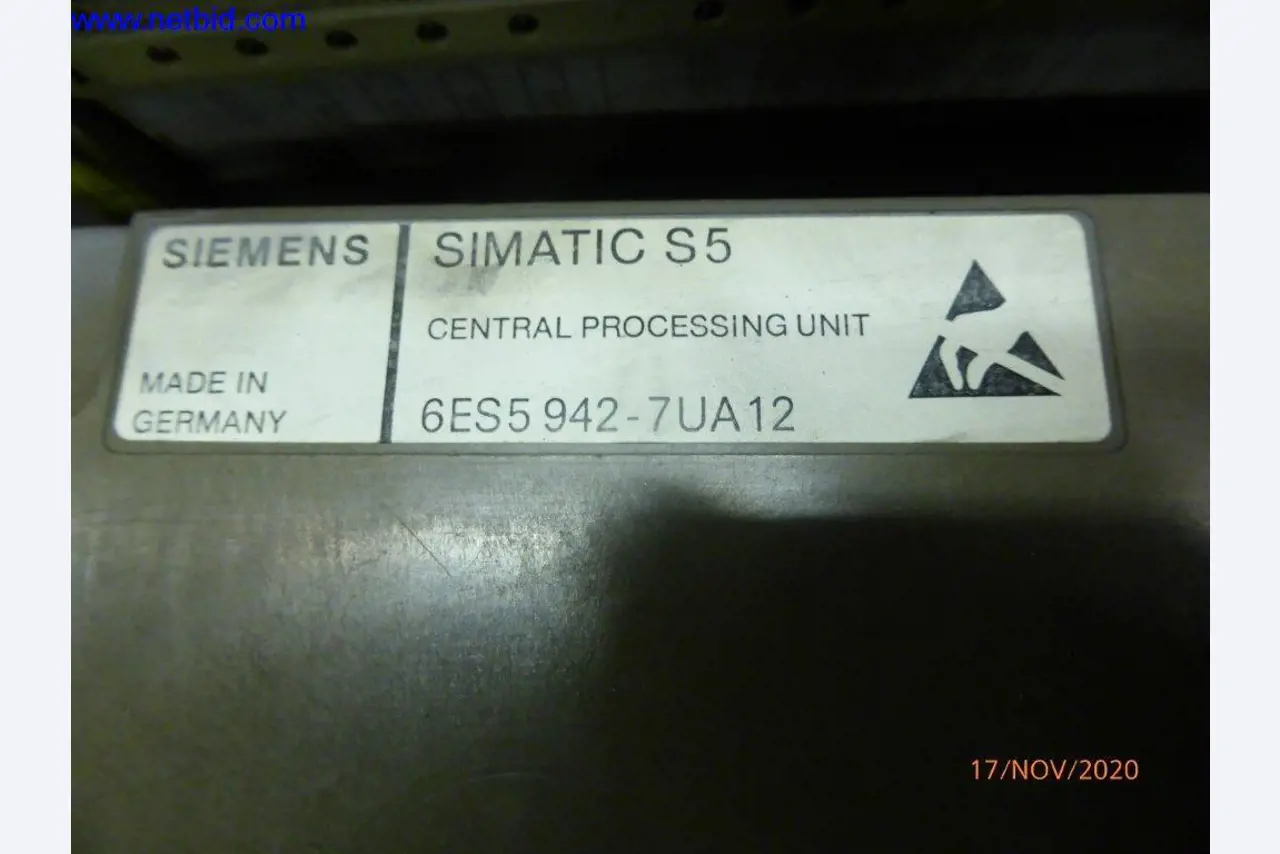 www.netbid.com
SIEMENS
SIMATIC S5
CENTRAL PROCESSING UNIT
MADE IN
GERMANY
6ES5 942-7UA12
17/NOV/2020